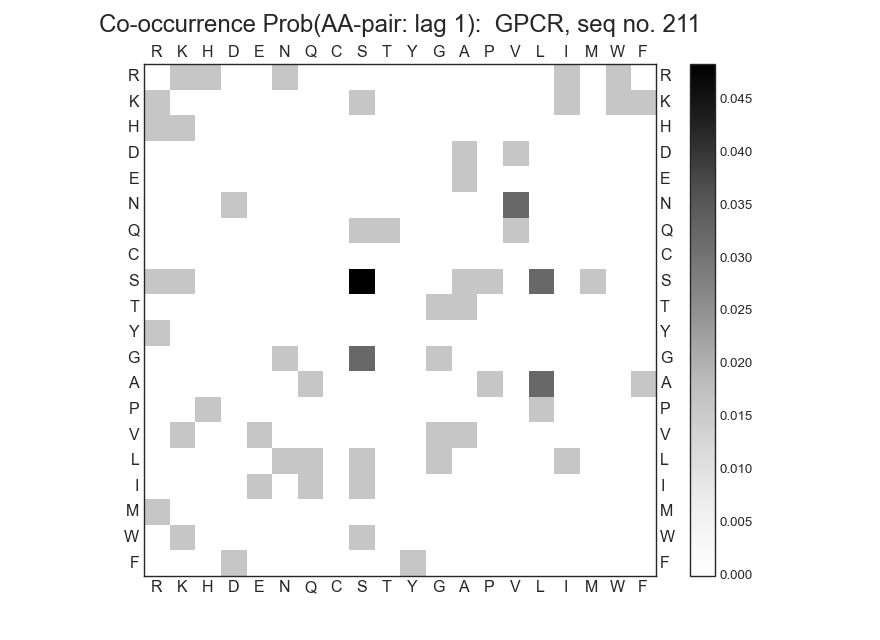 Co-occurrence Prob(AA-pair: lag 1):  GPCR, seq no. 211
R K H D E N Q C S T Y G A P V L I M W F
R R
K K
0.045
H H
D D
0.040
E E
N N
0.035
Q Q
C C
0.030
S S
T T
0.025
Y Y
G G
0.020
A A
P P
0.015
V V
L L
0.010
I I
M M
0.005
W W
F F
0.000
R K H D E N Q C S T Y G A P V L I M W F